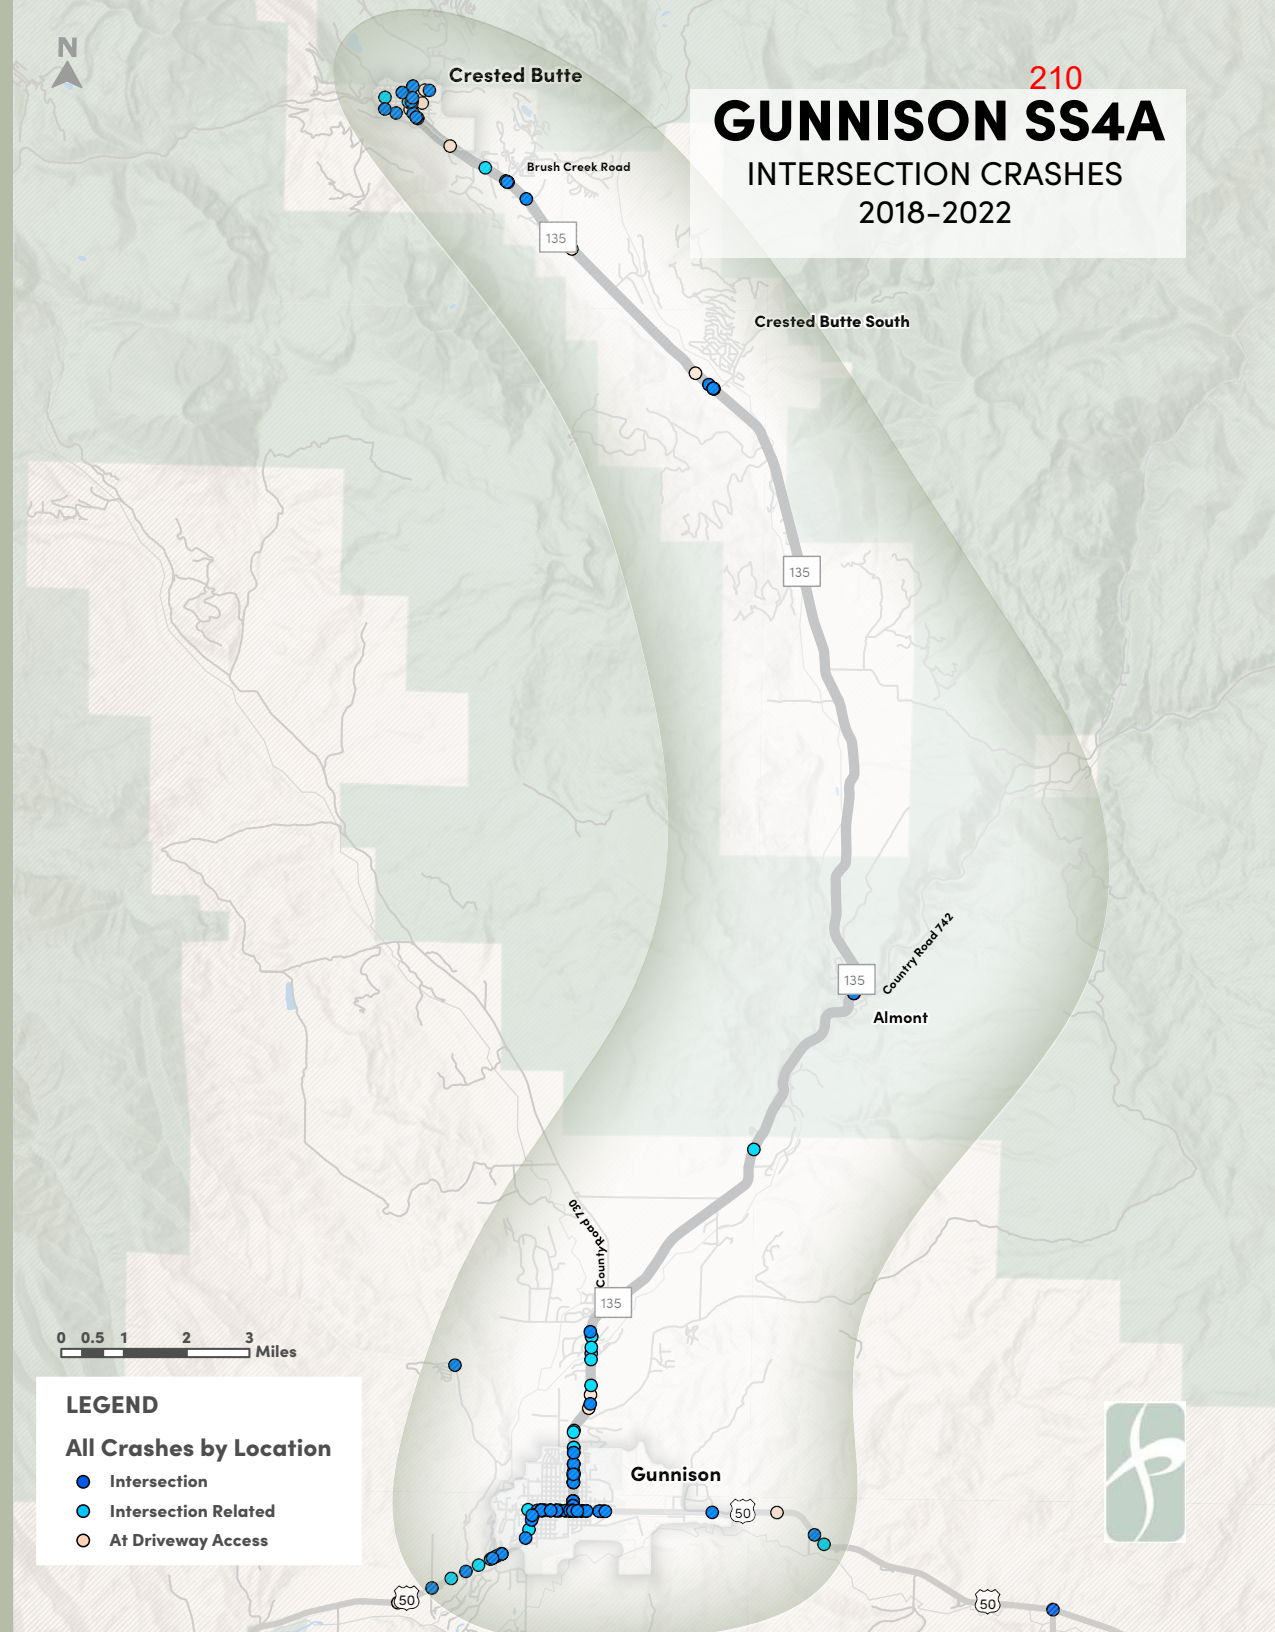 N
Crested Butte
210
GUNNISON SS4A
INTERSECTION CRASHES
2018-2022
Brush Creek Road
135
Crested Butte South
135
Country Road 742
135
Almont
County Road 730
135
0 0.5 1 2 3
Miles
LEGEND
All Crashes by Location
Intersection
Intersection Related
At Driveway Access
Gunnison
50
50
50